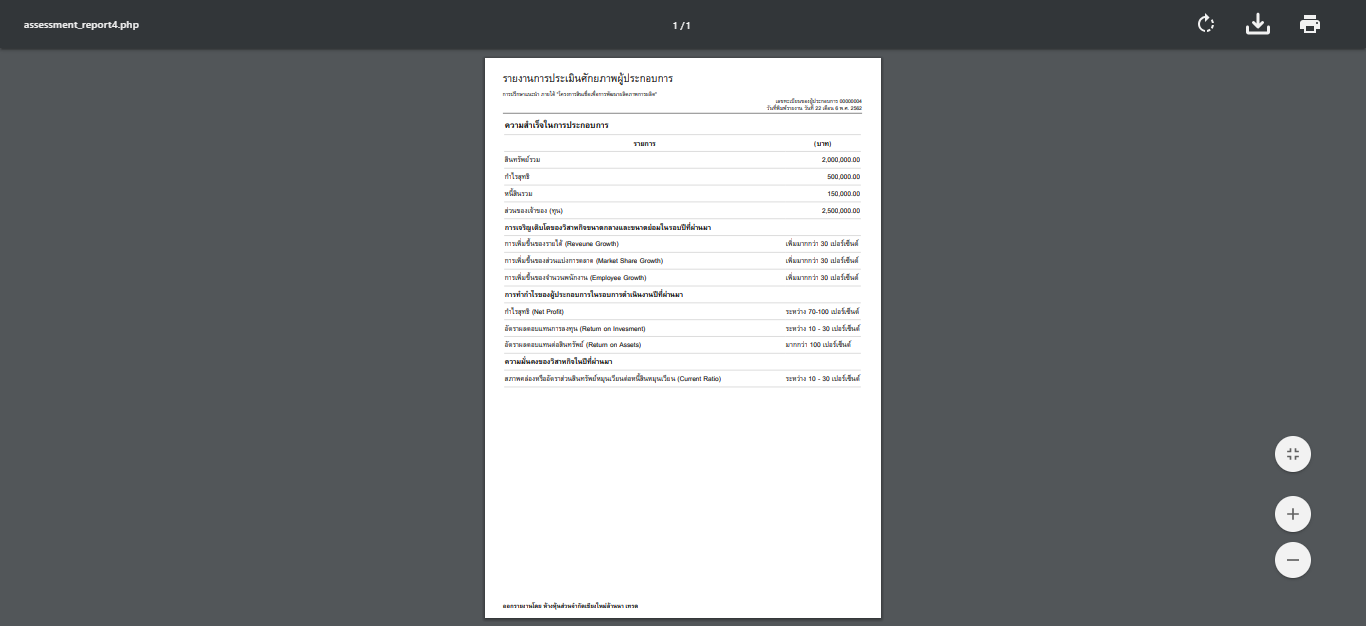 assessment_report4.php
1 / 1
รายงานการประเมินศักยภาพผู้ประกอบการ
การปรึกษาแนะนำ ภายใต้ "โครงการสินเชื่อเพื่อการพัฒนาผลิตภาพการผลิต"
เลขทะเบียนของผู้ประกอบการ 00000004
วันที่พิมพ์รายงาน วันที่ 22 เดือน 6 พ.ศ. 2562
ความสำเร็จในการประกอบการ
รายการ (บาท)
สินทรัพย์รวม 2,000,000.00
กำไรสุทธิ 500,000.00
หนี้สินรวม 150,000.00
ส่วนของเจ้าของ (ทุน) 2,500,000.00
การเจริญเติบโตของวิสาหกิจขนาดกลางและขนาดย่อมในรอบปีที่ผ่านมา
การเพิ่มขึ้นของรายได้ (Reveune Growth) เพิ่มมากกว่า 30 เปอร์เซ็นต์
การเพิ่มขึ้นของส่วนแบ่งการตลาด (Market Share Growth) เพิ่มมากกว่า 30 เปอร์เซ็นต์
การเพิ่มขึ้นของจำนวนพนักงาน (Employee Growth) เพิ่มมากกว่า 30 เปอร์เซ็นต์
การทำกำไรของผู้ประกอบการในรอบการดำเนินงานปีที่ผ่านมา
กำไรสุทธิ (Net Profit) ระหว่าง 70-100 เปอร์เซ็นต์
อัตราผลตอบแทนการลงทุน (Return on Invesment) ระหว่าง 10 - 30 เปอร์เซ็นต์
อัตราผลตอบแทนต่อสินทรัพย์ (Return on Assets) มากกว่า 100 เปอร์เซ็นต์
ความมั่นคงของวิสาหกิจในปีที่ผ่านมา
สภาพคล่องหรืออัตราส่วนสินทรัพย์หมุนเวียนต่อหนี้สินหมุนเวียน (Current Ratio) ระหว่าง 10 - 30 เปอร์เซ็นต์
ออกรายงานโดย ห้างหุ้นส่วนจำกัดเชียงใหม่ล้านนา เทรด